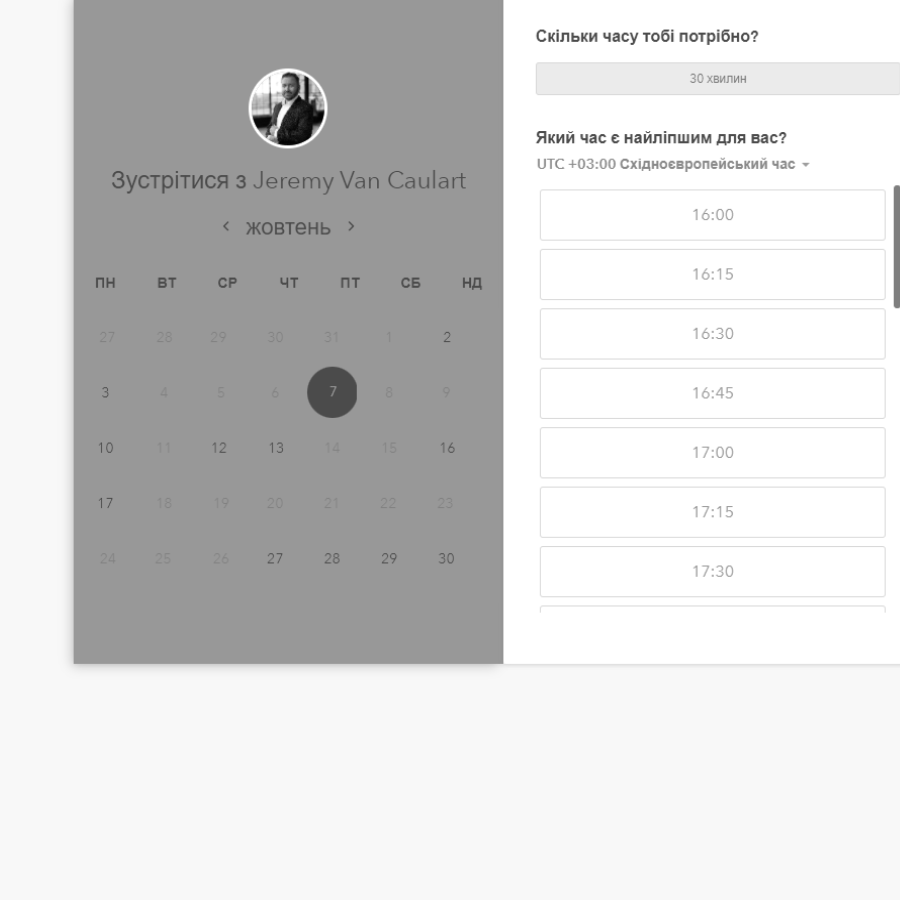 Зустрітися з Jeremy Van Caulart
жовтень
ПН ВТ СР ЧТ ПТ СБ НД
27 28 29 30 31 1 2
3 4 5 6 7 8 9
10 11 12 13 14 15 16
17 18 19 20 21 22 23
24 25 26 27 28 29 30
Скільки часу тобі потрібно?
30 хвилин
Який час є найліпшим для вас?
UTC +03:00 Східноєвропейський час
16:00
16:15
16:30
16:45
17:00
17:15
17:30